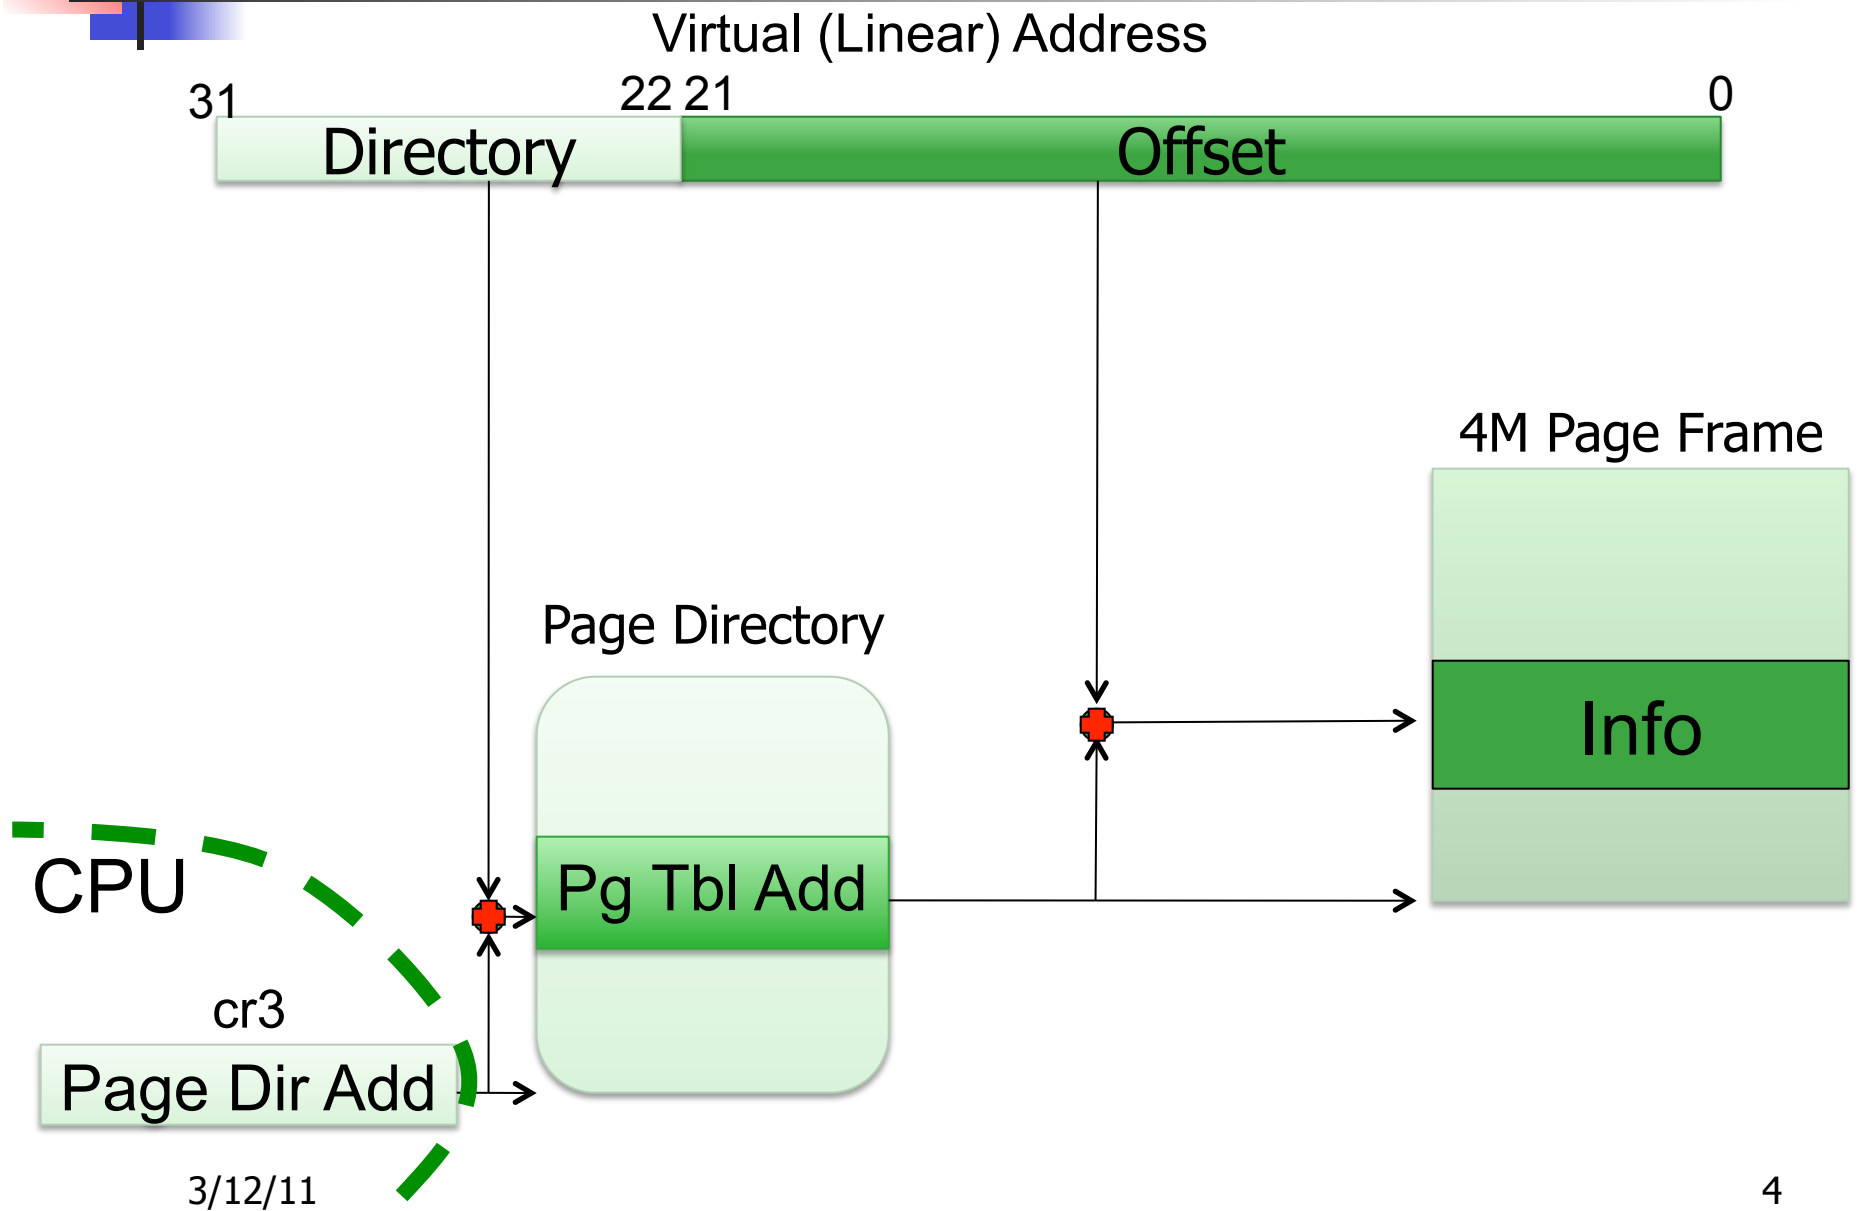 Virtual (Linear) Address
31 22 21 0
Directory Offset
4M Page Frame
Page Directory
Info
Pg Tbl Add
CPU
cr3
Page Dir Add
3/12/11 4